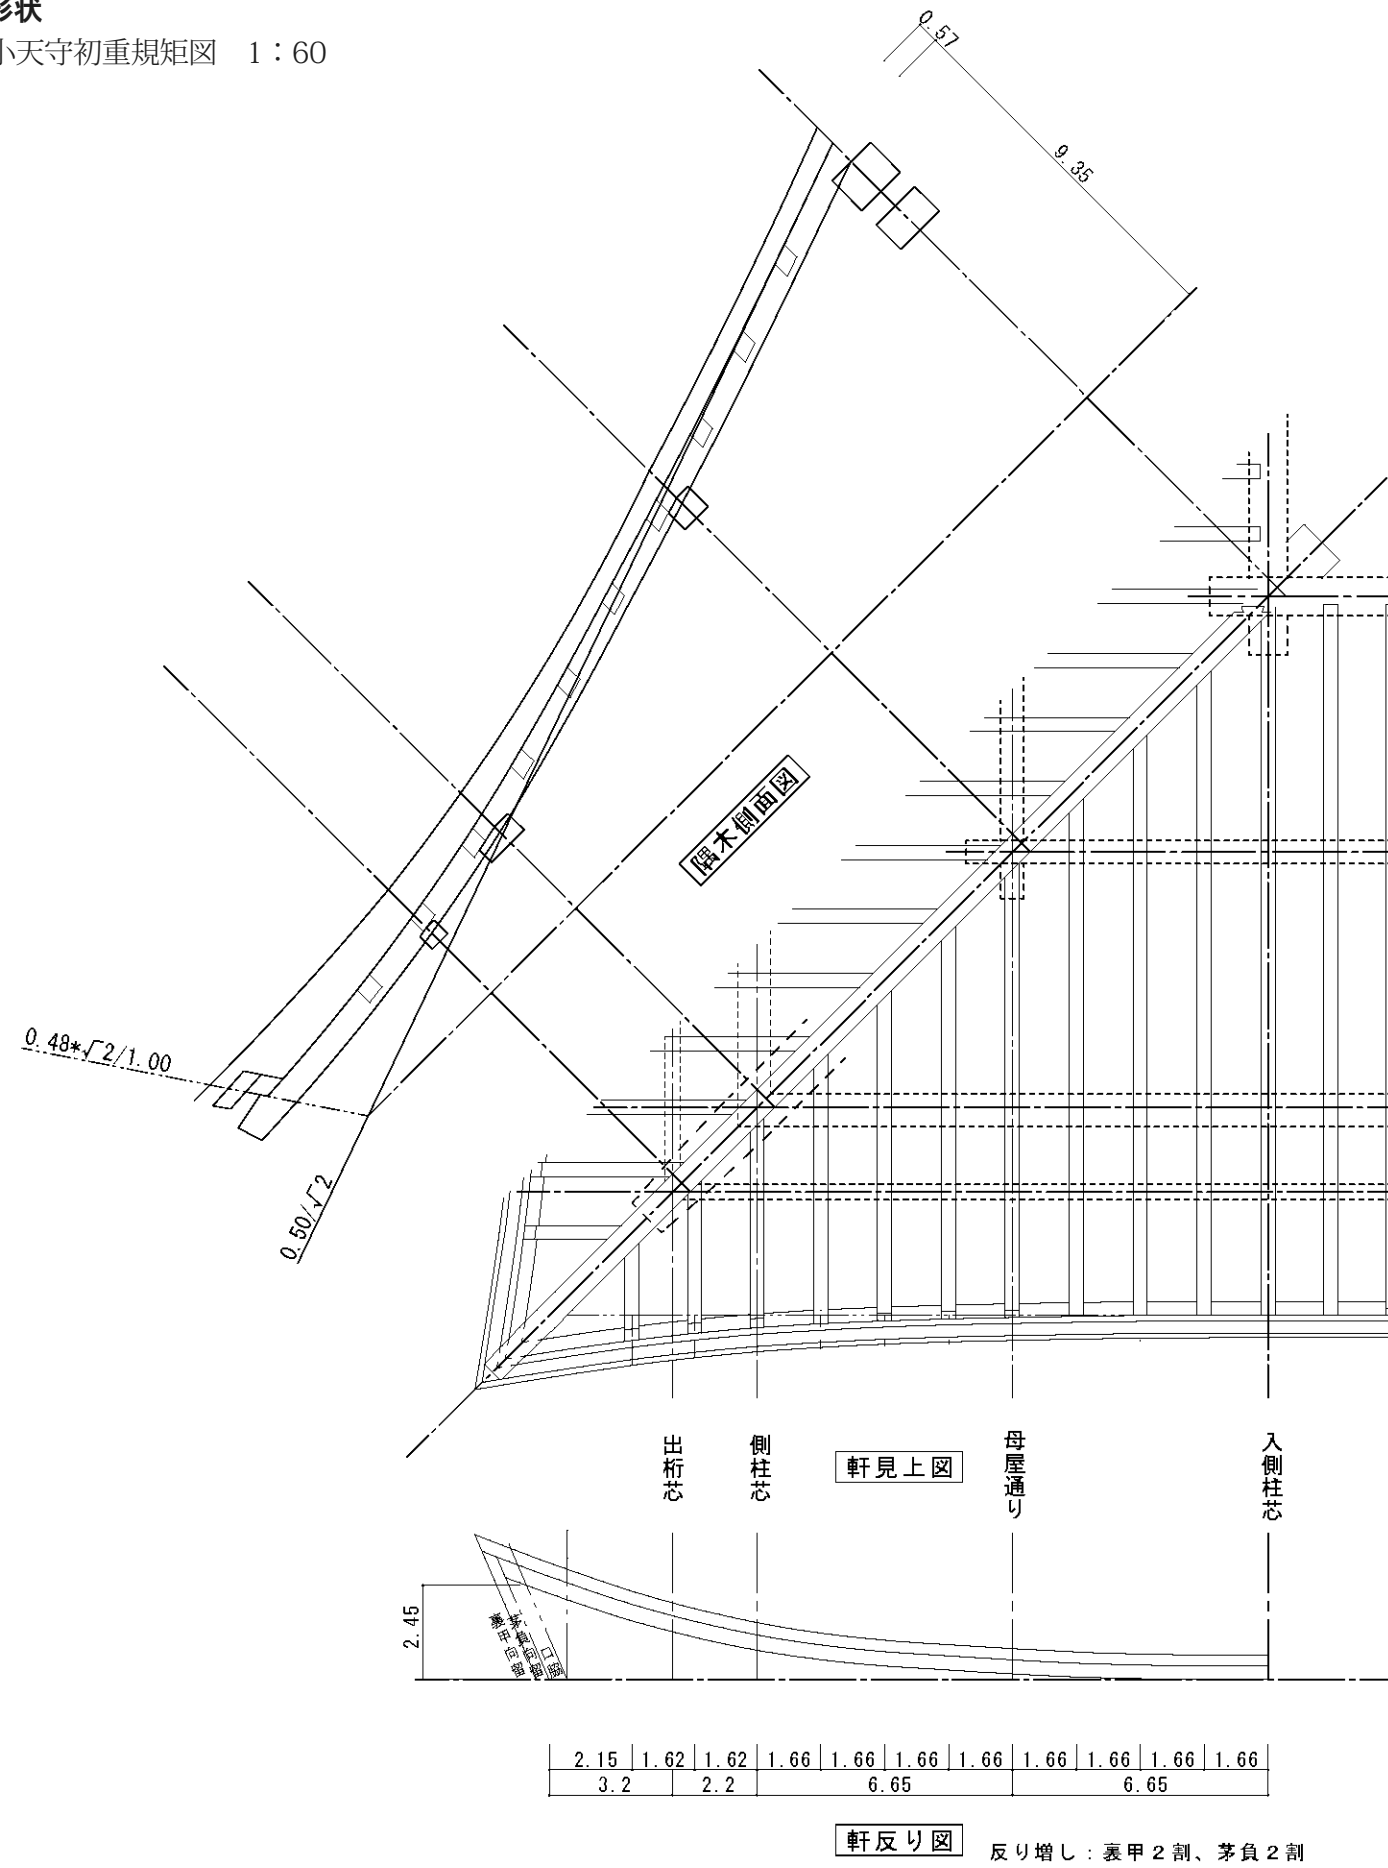 形状
小天守初重規矩図　1：60
0.57
9.35
隅木側面図
0.48*√2/1.00
0.50/√2
出桁芯
側柱芯
軒見上図
母屋通り
入側柱芯
2.45
裏甲向留
茅負向留
口脇
2.15 1.62 1.62 1.66 1.66 1.66 1.66 1.66 1.66 1.66 1.66
3.2 2.2 6.65 6.65
軒反り図
反り増し：裏甲２割、茅負２割